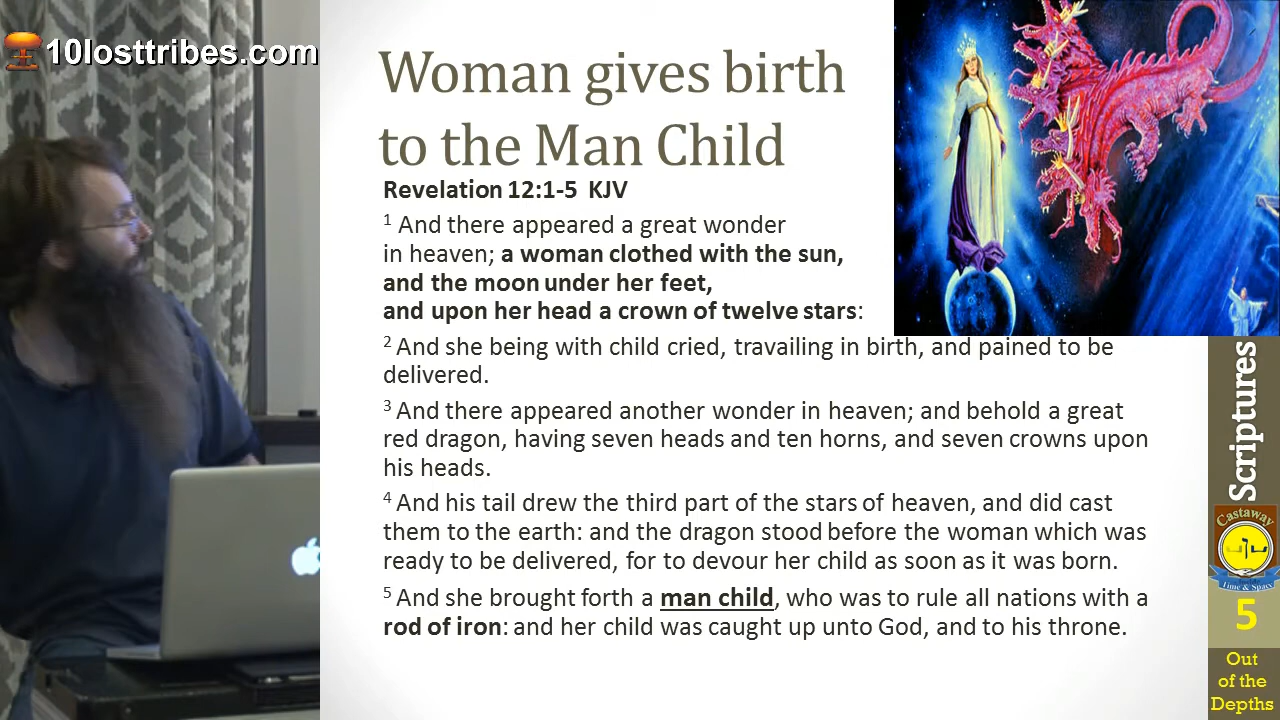 10losttribes.com
Woman gives birth
to the Man Child
Revelation 12:1-5 KJV
1 And there appeared a great wonder
in heaven; a woman clothed with the sun,
and the moon under her feet,
and upon her head a crown of twelve stars:
2 And she being with child cried, travailing in birth, and pained to be
delivered.
3 And there appeared another wonder in heaven; and behold a great
red dragon, having seven heads and ten horns, and seven crowns upon
his heads.
4 And his tail drew the third part of the stars of heaven, and did cast
them to the earth: and the dragon stood before the woman which was
ready to be delivered, for to devour her child as soon as it was born.
5 And she brought forth a man child, who was to rule all nations with a
rod of iron: and her child was caught up unto God, and to his throne.
Scriptures
Castaway
Time & Space
5
Out
of the
Depths